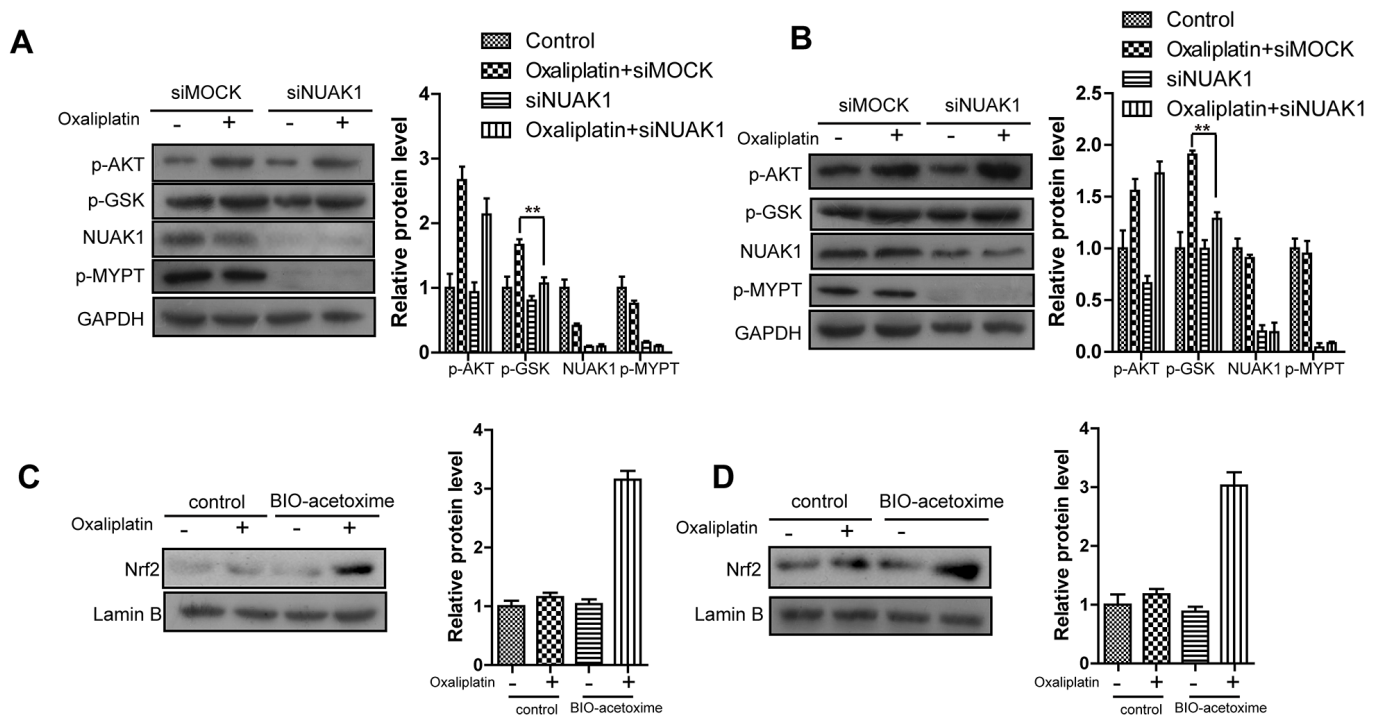 A
siMOCK siNUAK1
Oxaliplatin - + - +
p-AKT
p-GSK
NUAK1
p-MYPT
GAPDH
Control
Oxaliplatin+siMOCK
siNUAK1
Oxaliplatin+siNUAK1
Relative protein level
4
3
2
1
0
**
p-AKT p-GSK NUAK1 p-MYPT
B
siMOCK siNUAK1
Oxaliplatin - + - +
p-AKT
p-GSK
NUAK1
p-MYPT
GAPDH
Control
Oxaliplatin+siMOCK
siNUAK1
Oxaliplatin+siNUAK1
Relative protein level
2.5
2.0
1.5
1.0
0.5
0.0
**
p-AKT p-GSK NUAK1 p-MYPT
C
control BIO-acetoxime
Oxaliplatin - + - +
Nrf2
Lamin B
Relative protein level
4
3
2
1
0
Oxaliplatin - + - +
control BIO-acetoxime
D
control BIO-acetoxime
Oxaliplatin - + -
Nrf2
Lamin B
Relative protein level
4
3
2
1
0
Oxaliplatin - + - +
control BIO-acetoxime